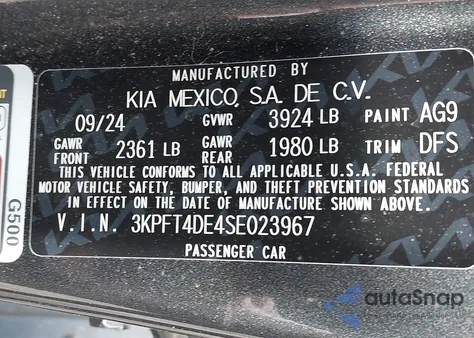 MANUFACTURED BY
KIA MEXICO, S.A. DE C.V.
09/24 GVWR 3924 LB PAINT AG9
GAWR FRONT 2361 LB GAWR REAR 1980 LB TRIM DFS
THIS VEHICLE CONFORMS TO ALL APPLICABLE U.S.A. FEDERAL
MOTOR VEHICLE SAFETY, BUMPER, AND THEFT PREVENTION STANDARDS
IN EFFECT ON THE DATE OF MANUFACTURE SHOWN ABOVE.
V.I.N. 3KPFT4DE4SE023967
PASSENGER CAR
G500
autoSnap